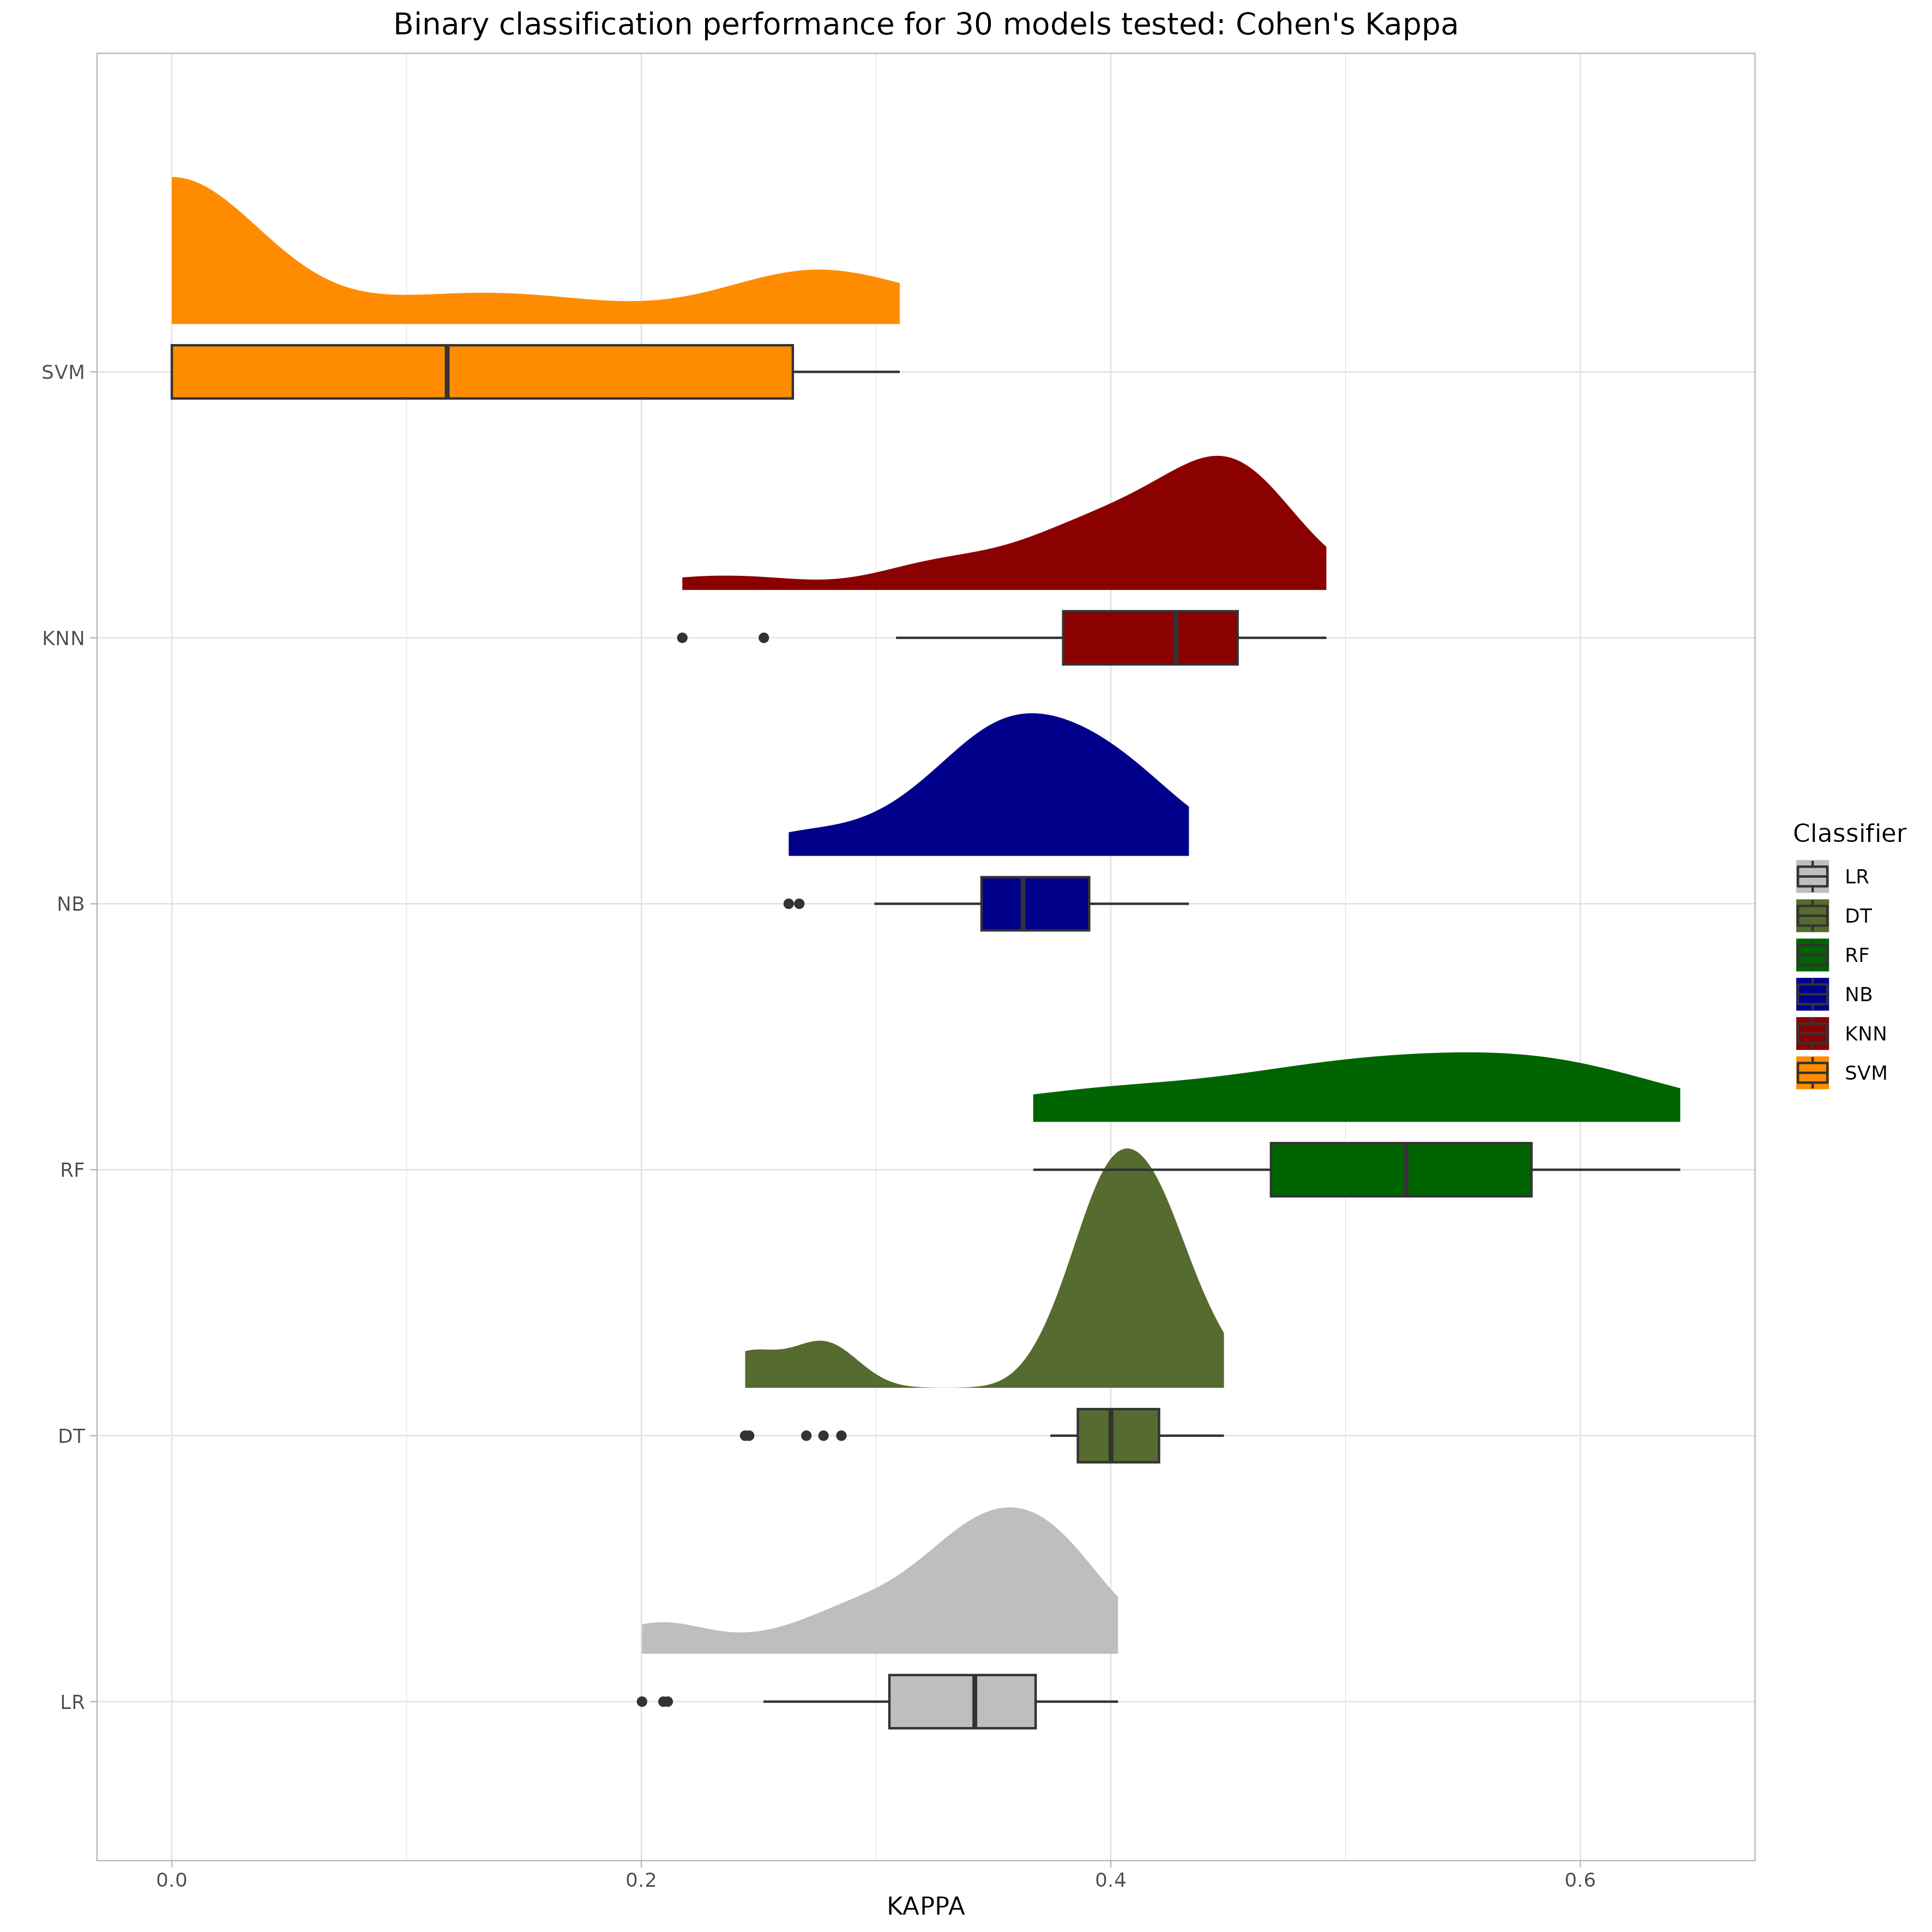 Binary classification performance for 30 models tested: Cohen's Kappa
SVM
KNN
NB
RF
DT
LR
0.0 0.2 0.4 0.6
KAPPA
Classifier
LR
DT
RF
NB
KNN
SVM